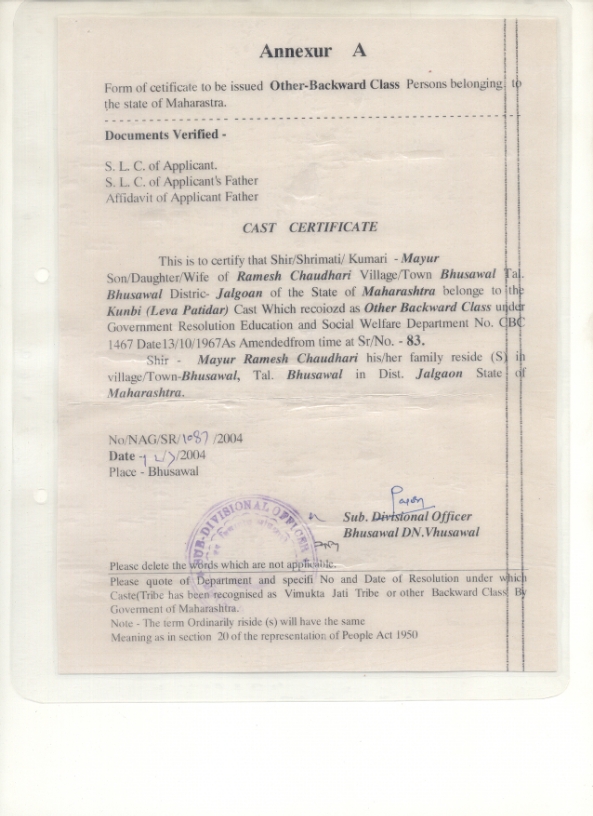 Annexur A
Form of cetificate to be issued Other-Backward Class Persons belonging to
the state of Maharastra.
Documents Verified -
S. L. C. of Applicant.
S. L. C. of Applicant's Father
Affidavit of Applicant Father
CAST CERTIFICATE
This is to certify that Shir/Shrimati/ Kumari - Mayur
Son/Daughter/Wife of Ramesh Chaudhari Village/Town Bhusawal Tal.
Bhusawal Distric- Jalgoan of the State of Maharashtra belonge to the
Kunbi (Leva Patidar) Cast Which recoiozd as Other Backward Class under
Government Resolution Education and Social Welfare Department No. CBC
1467 Date13/10/1967As Amendedfrom time at Sr/No. - 83.
Shir - Mayur Ramesh Chaudhari his/her family reside (S) in
village/Town-Bhusawal, Tal. Bhusawal in Dist. Jalgaon State of
Maharashtra.
No/NAG/SR/1087/2004
Date /2004
Place - Bhusawal
SUB-DIVISIONAL OFFICER
Sub. Divisional Officer
Bhusawal DN.Vhusawal
Please delete the words which are not applicable.
Please quote of Department and specifi No and Date of Resolution under which
Caste(Tribe has been recognised as Vimukta Jati Tribe or other Backward Class By
Goverment of Maharashtra.
Note - The term Ordinarily riside (s) will have the same
Meaning as in section 20 of the representation of People Act 1950